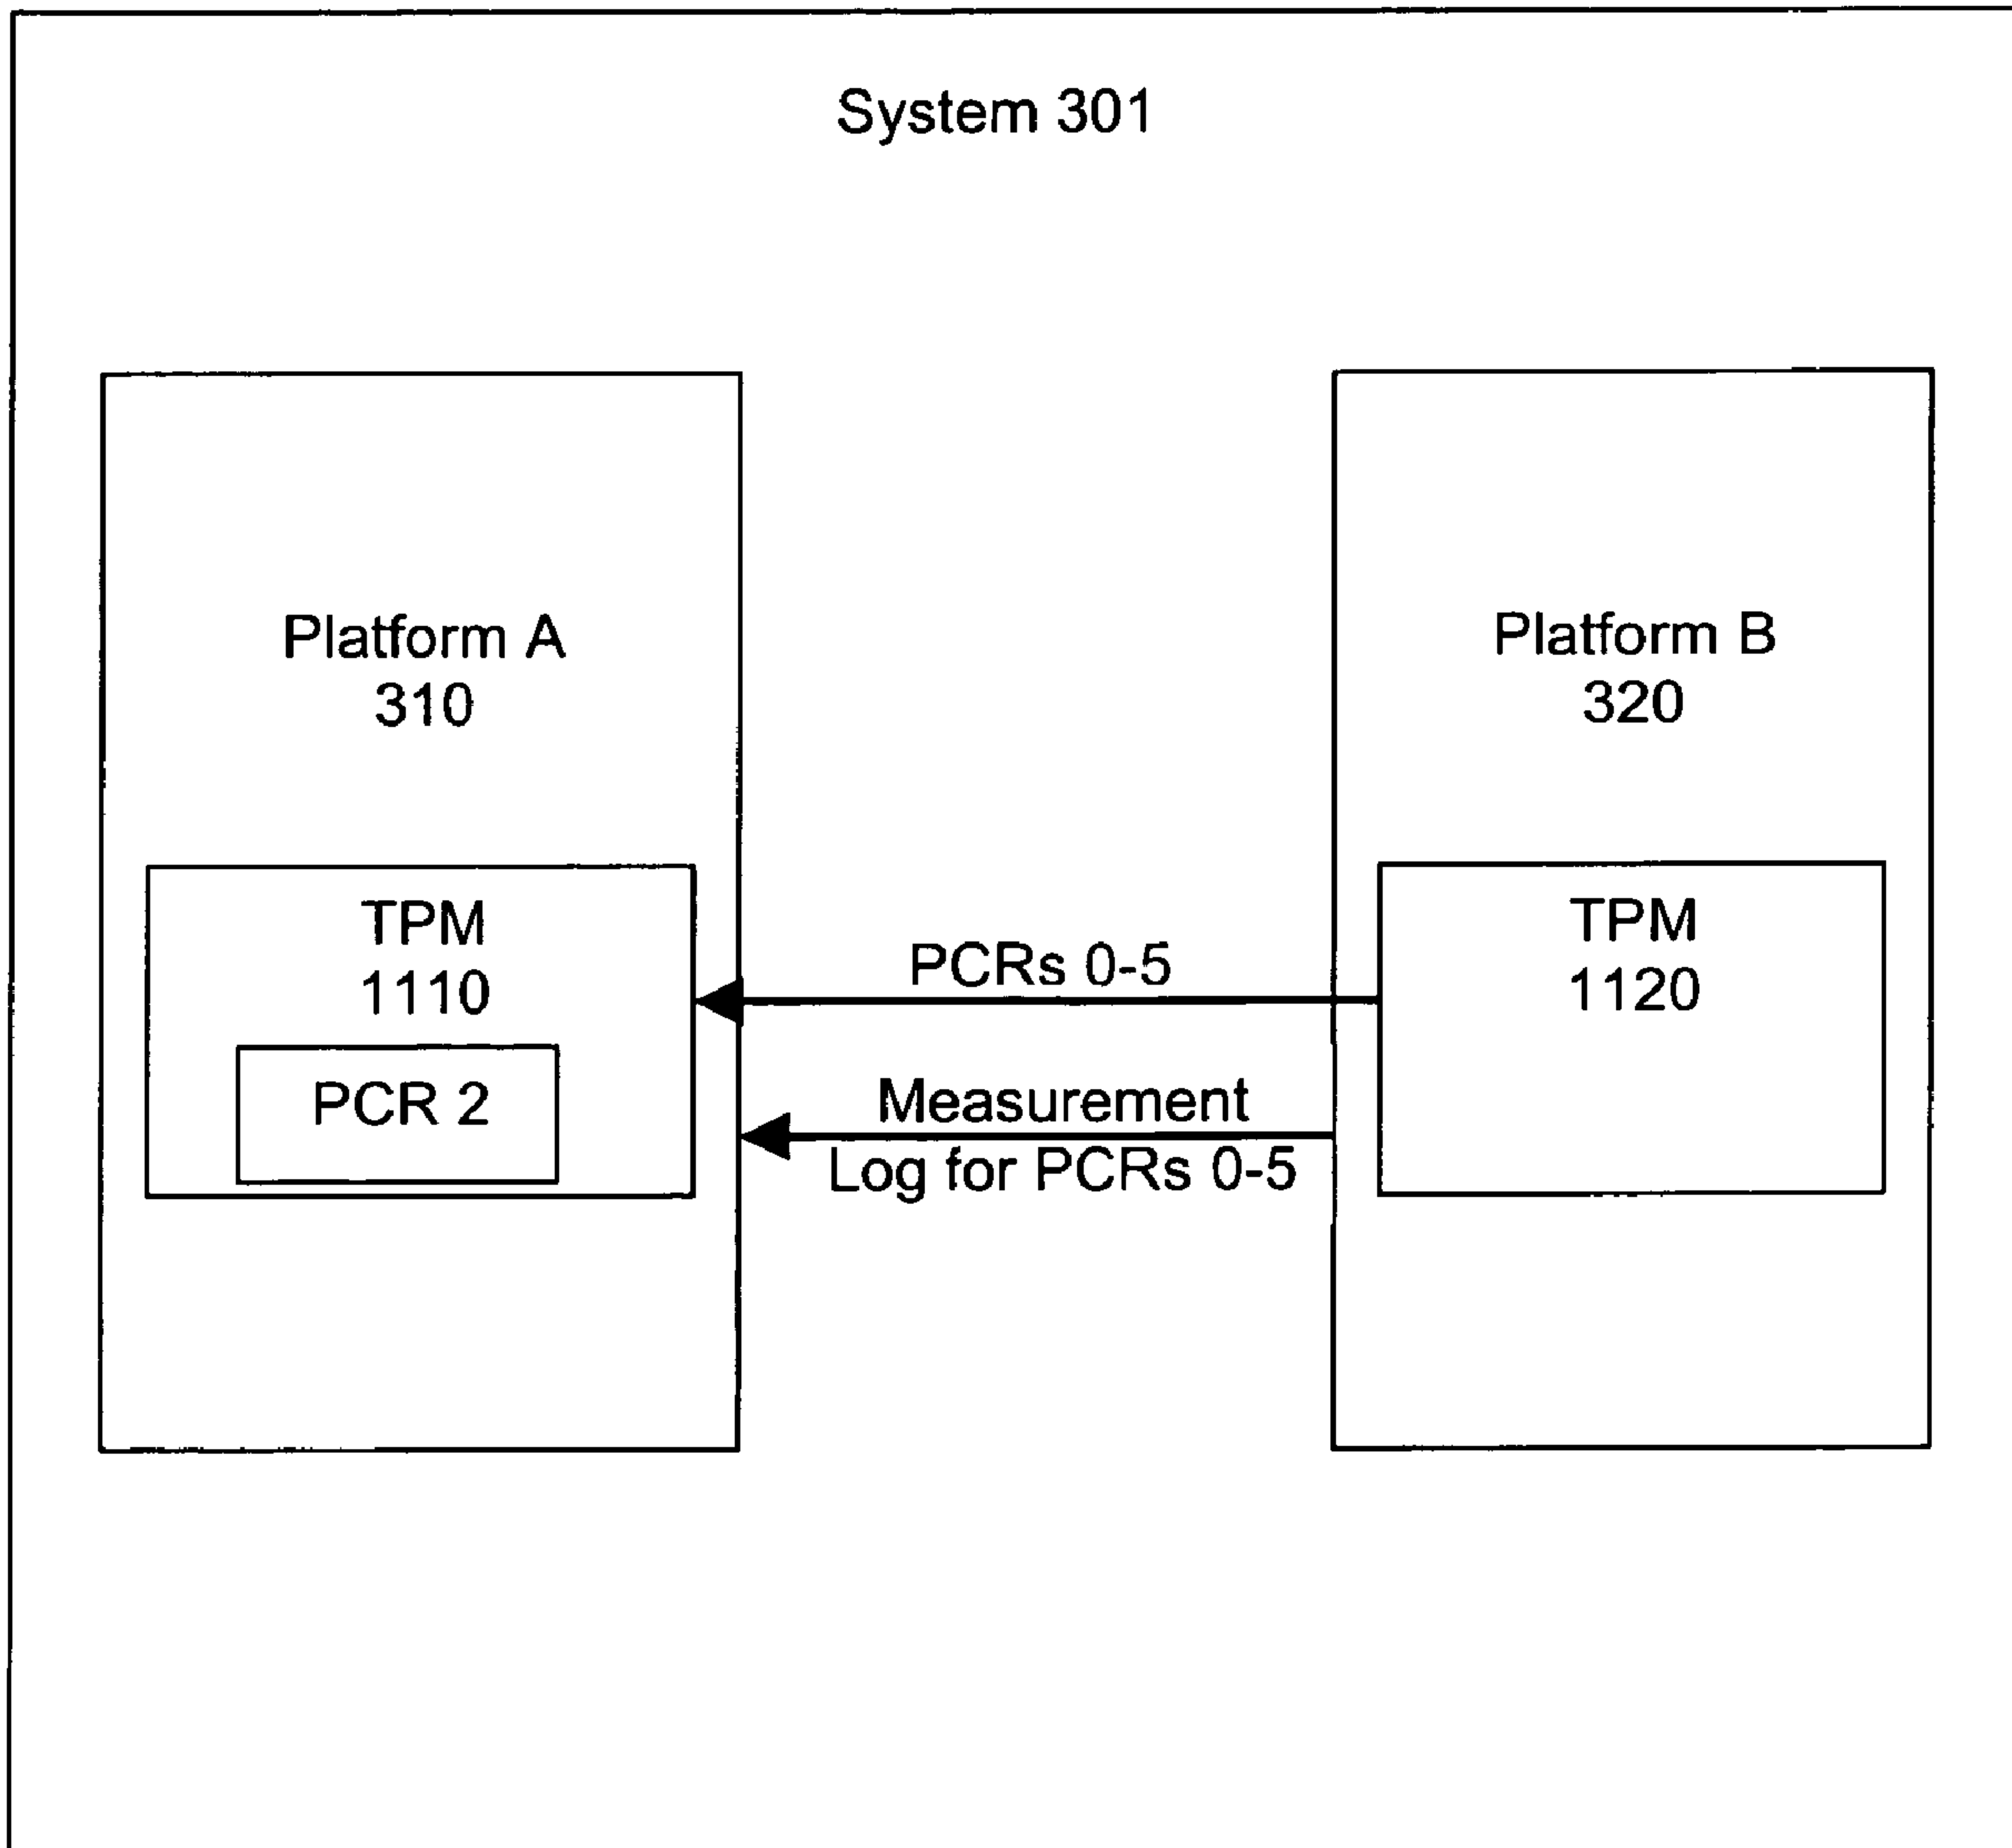 System 301
Platform A
310
Platform B
320
TPM
1110
PCR 2
PCRs 0-5
Measurement
Log for PCRs 0-5
TPM
1120